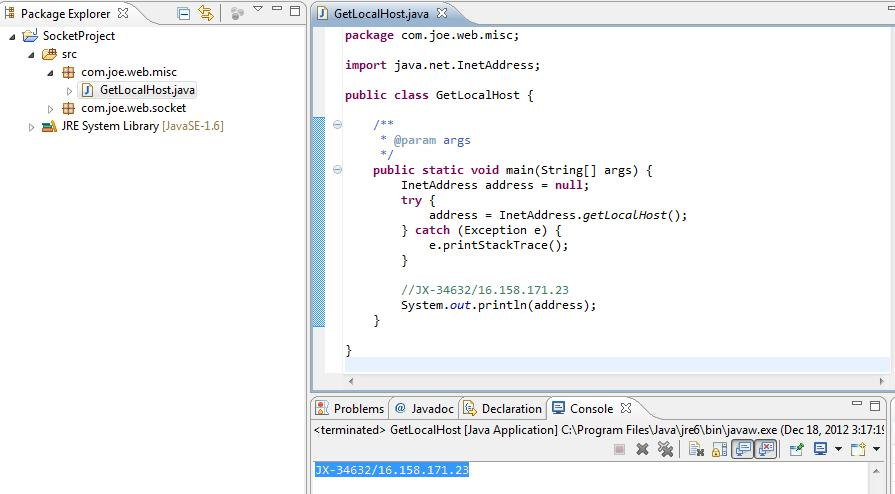 Package Explorer
SocketProject
src
com.joe.web.misc
GetLocalHost.java
com.joe.web.socket
JRE System Library [JavaSE-1.6]
GetLocalHost.java
package com.joe.web.misc;
import java.net.InetAddress;
public class GetLocalHost {
/**
* @param args
*/
public static void main(String[] args) {
InetAddress address = null;
try {
address = InetAddress.getLocalHost();
} catch (Exception e) {
e.printStackTrace();
}
//JX-34632/16.158.171.23
System.out.println(address);
}
}
Problems @ Javadoc Declaration Console
<terminated> GetLocalHost [Java Application] C:\Program Files\Java\jre6\bin\javaw.exe (Dec 18, 2012 3:17:19
JX-34632/16.158.171.23